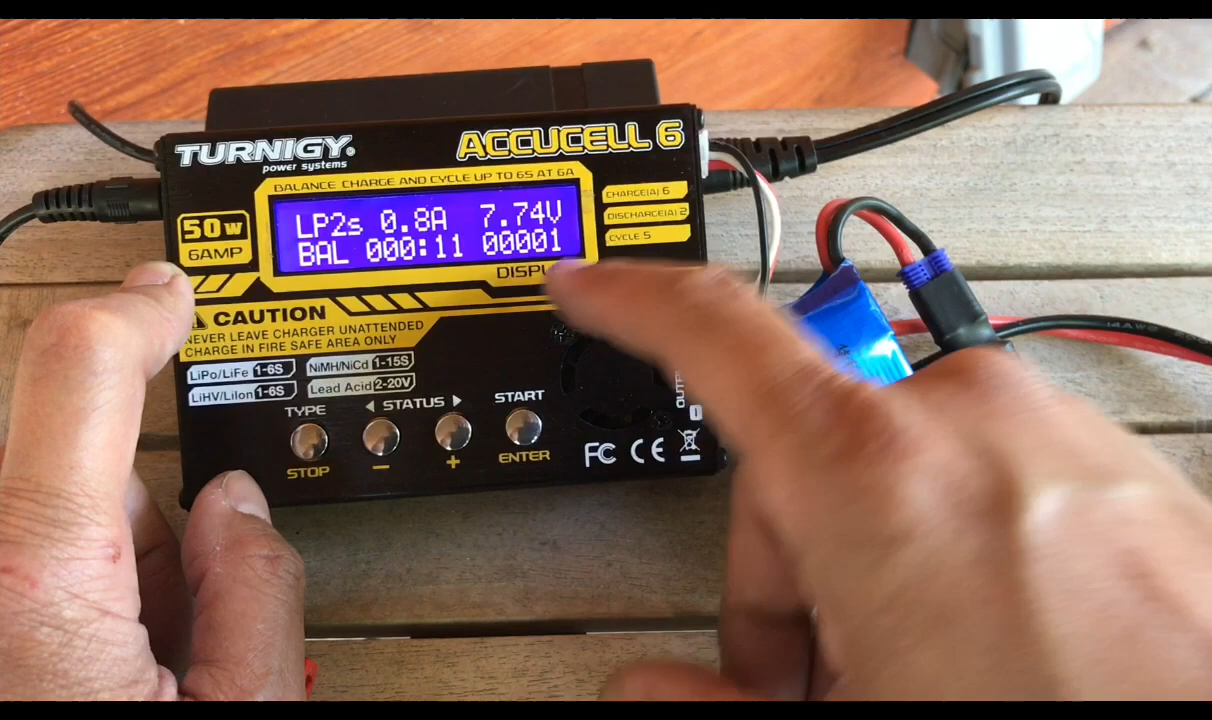 TURNIGY®
power systems
ACCUCELL 6
BALANCE CHARGE AND CYCLE UP TO 6S AT 6A
50W
6AMP
LP2s 0.8A 7.74V
BAL 000:11 00001
CHARGE(A) 6
DISCHARGE(A) 2
CYCLE 5
CAUTION
NEVER LEAVE CHARGER UNATTENDED
CHARGE IN FIRE SAFE AREA ONLY
LiPo/LiFe 1-6S
NiMH/NiCd 1-15S
LiHV/LiIon 1-6S
Lead Acid 2-20V
TYPE
STOP
◀ STATUS ▶
−
+
START
ENTER
FC CE
14AW